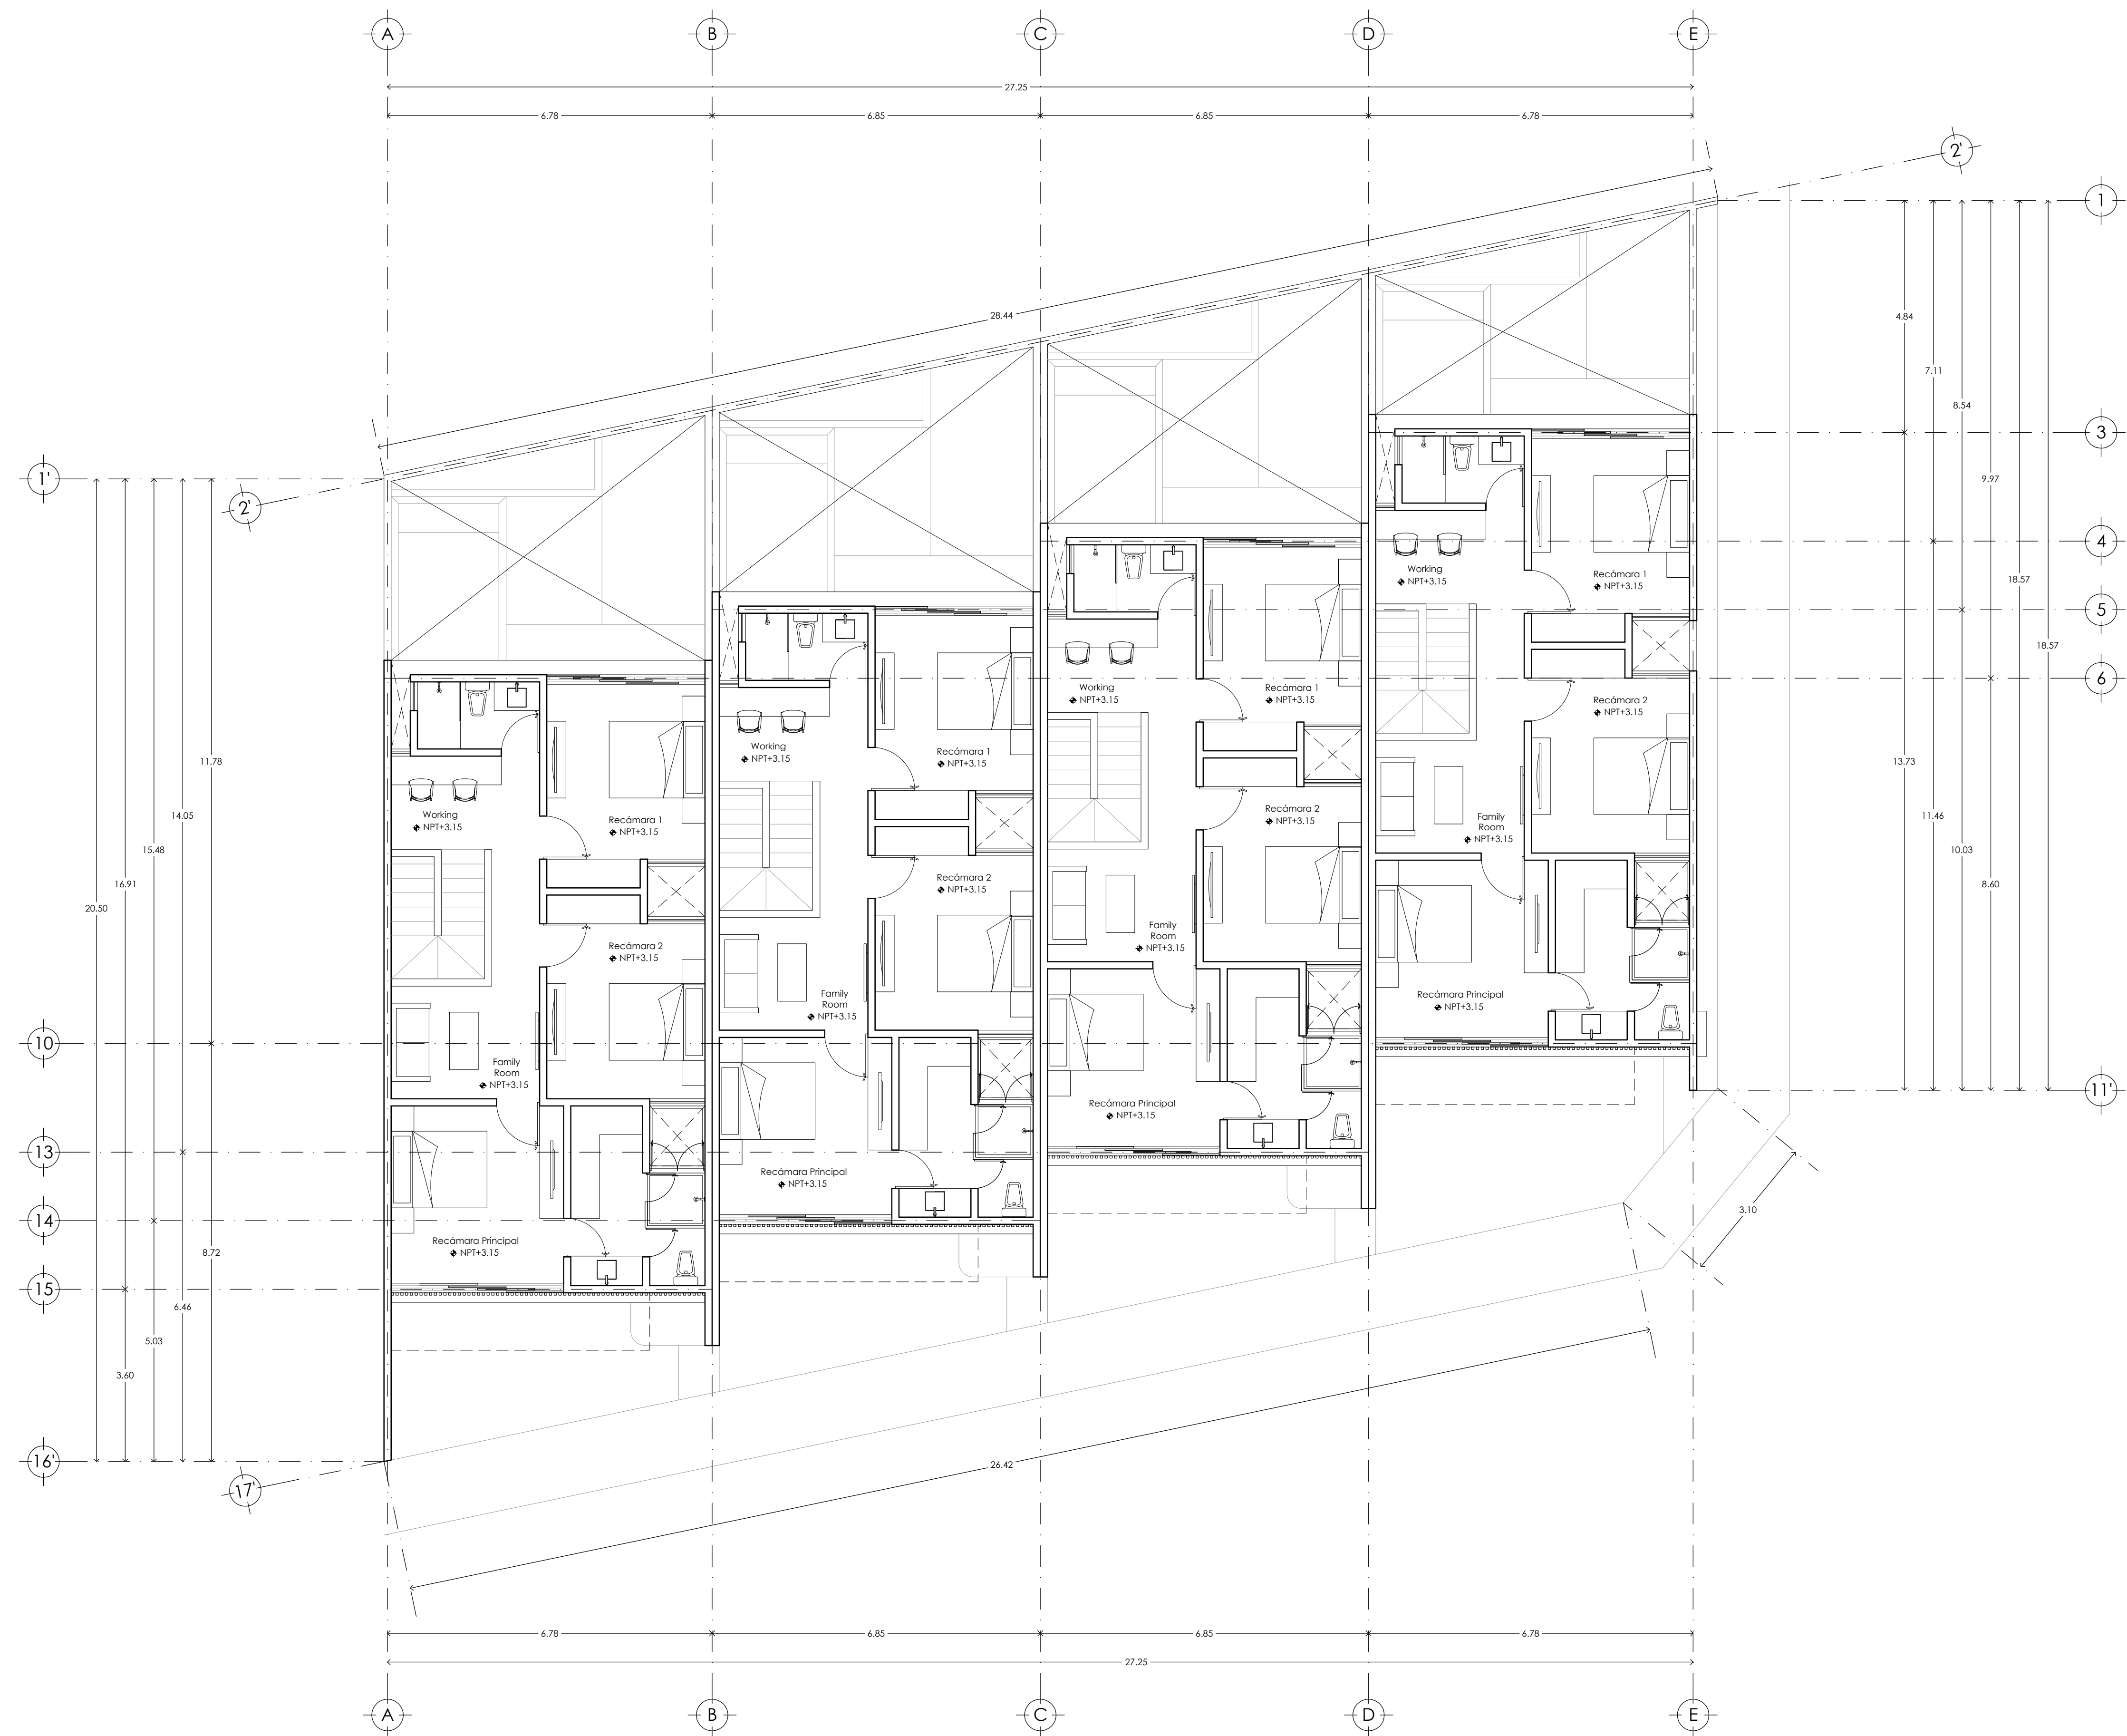 A B C D E
27.25
6.78 6.85 6.85 6.78
2'
1
28.44
4.84
7.11
8.54
3
1'
9.97
2'
4
Working
NPT+3.15
Recámara 1
NPT+3.15
18.57
5
18.57
6
Working
NPT+3.15
Recámara 1
NPT+3.15
Recámara 2
NPT+3.15
Working
NPT+3.15
Recámara 1
NPT+3.15
11.78
13.73
Working
NPT+3.15
Recámara 1
NPT+3.15
Recámara 2
NPT+3.15
Family
Room
NPT+3.15
14.05
11.46
15.48
10.03
16.91
Recámara 2
NPT+3.15
8.60
20.50
Family
Room
NPT+3.15
Recámara 2
NPT+3.15
Family
Room
NPT+3.15
Recámara Principal
NPT+3.15
10
Family
Room
NPT+3.15
11'
Recámara Principal
NPT+3.15
13
Recámara Principal
NPT+3.15
3.10
14
Recámara Principal
NPT+3.15
8.72
15
6.46
5.03
3.60
16'
26.42
17'
6.78 6.85 6.85 6.78
27.25
A B C D E